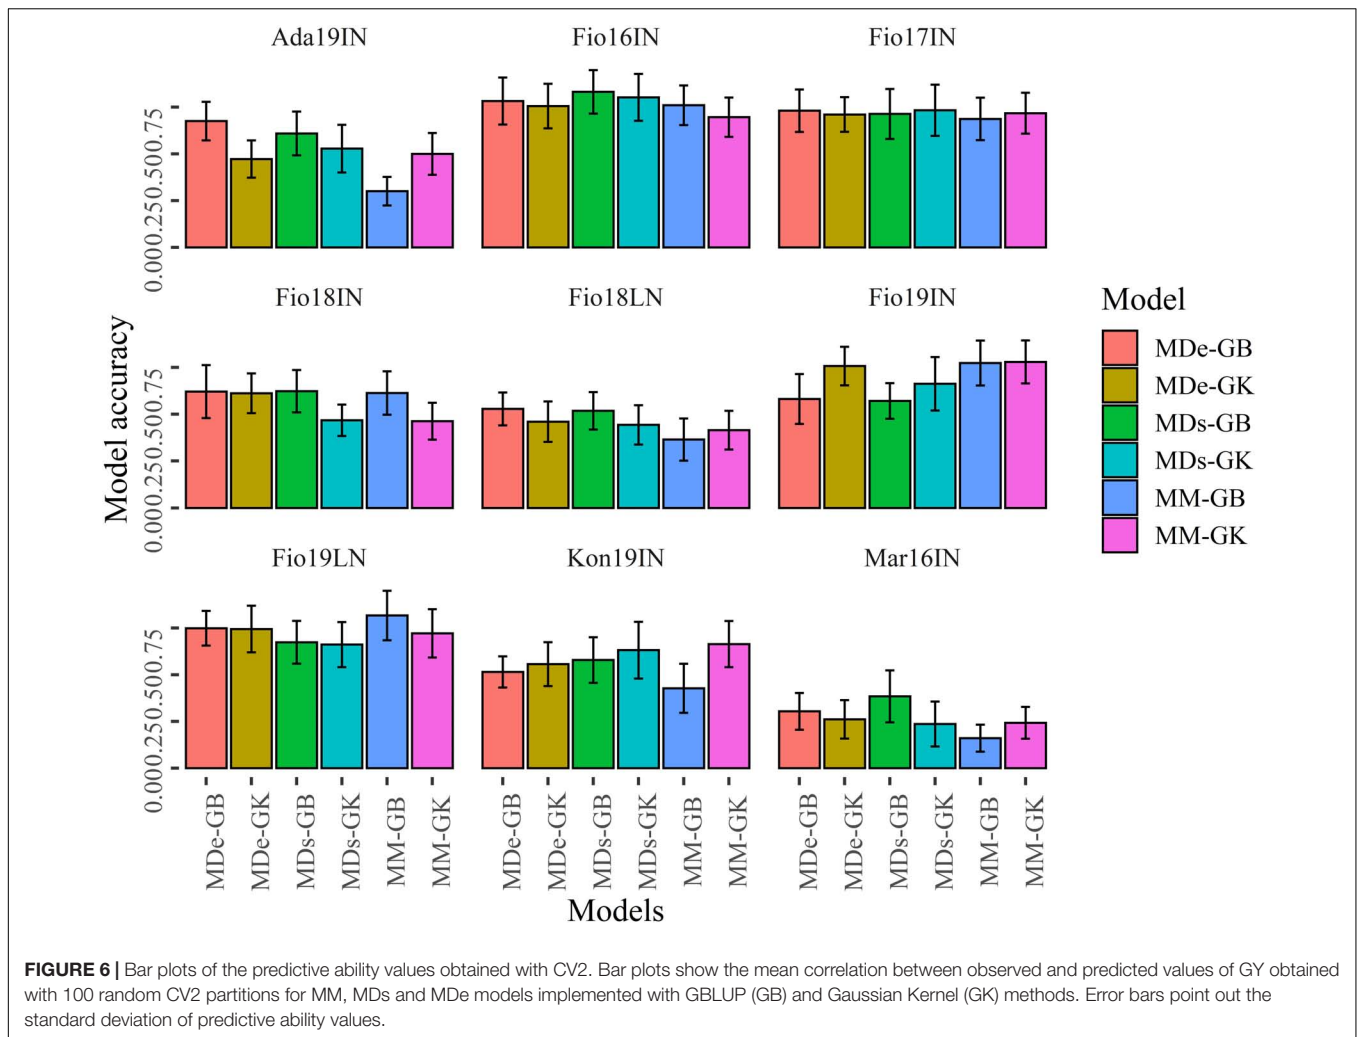 Ada19IN
Fio16IN
Fio17IN
0.000.250.500.75
Fio18IN
Fio18LN
Fio19IN
Model accuracy
0.000.250.500.75
Fio19LN
Kon19IN
Mar16IN
0.000.250.500.75
MDe-GB
MDe-GK
MDs-GB
MDs-GK
MM-GB
MM-GK
MDe-GB
MDe-GK
MDs-GB
MDs-GK
MM-GB
MM-GK
MDe-GB
MDe-GK
MDs-GB
MDs-GK
MM-GB
MM-GK
Models
Model
MDe-GB
MDe-GK
MDs-GB
MDs-GK
MM-GB
MM-GK
FIGURE 6 | Bar plots of the predictive ability values obtained with CV2. Bar plots show the mean correlation between observed and predicted values of GY obtained
with 100 random CV2 partitions for MM, MDs and MDe models implemented with GBLUP (GB) and Gaussian Kernel (GK) methods. Error bars point out the
standard deviation of predictive ability values.